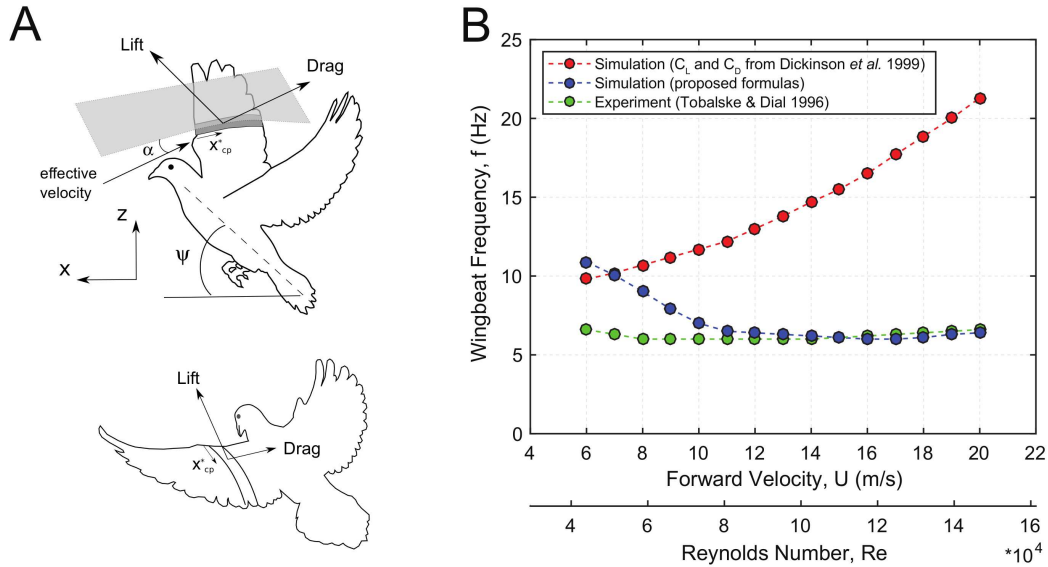 A
Lift
Drag
α
x*cp
effective
velocity
z
x
ψ
Lift
Drag
x*cp
B
25
20
15
10
5
0
Wingbeat Frequency, f (Hz)
Simulation (CL and CD from Dickinson et al. 1999)
Simulation (proposed formulas)
Experiment (Tobalske & Dial 1996)
4 6 8 10 12 14 16 18 20 22
Forward Velocity, U (m/s)
4 6 8 10 12 14 16
Reynolds Number, Re
*10^4